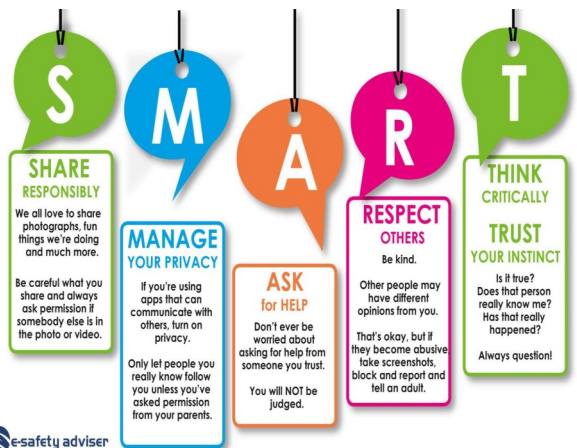 S
SHARE
RESPONSIBLY
We all love to share
photographs, fun
things we're doing
and much more.
Be careful what you
share and always
ask permission if
somebody else is in
the photo or video.
M
MANAGE
YOUR PRIVACY
If you're using
apps that can
communicate with
others, turn on
privacy.
Only let people you
really know follow
you unless you've
asked permission
from your parents.
A
ASK
for HELP
Don't ever be
worried about
asking for help from
someone you trust.
You will NOT be
judged.
R
RESPECT
OTHERS
Be kind.
Other people may
have different
opinions from you.
That's okay, but if
they become abusive,
take screenshots,
block and report and
tell an adult.
T
THINK
CRITICALLY
TRUST
YOUR INSTINCT
Is it true?
Does that person
really know me?
Has that really
happened?
Always question!
e-safety adviser